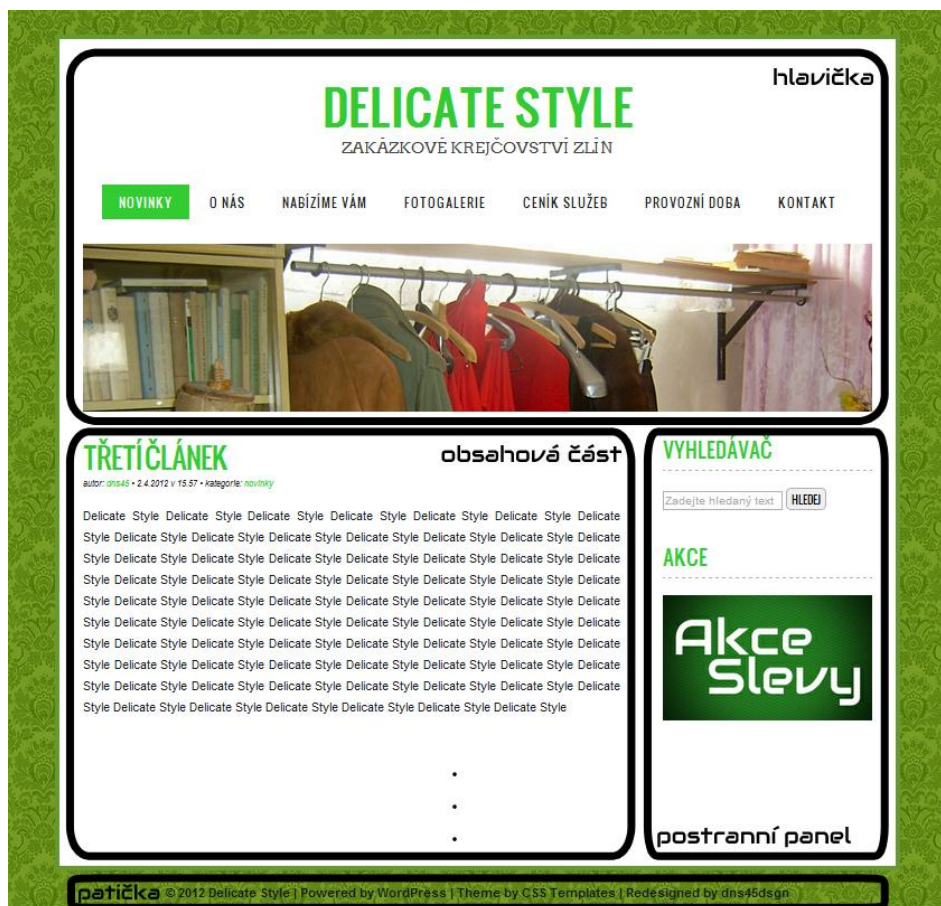 hlavička
DELICATE STYLE
ZAKÁZKOVÉ KREJČOVSTVÍ ZLÍN
NOVINKY O NÁS NABÍZÍME VÁM FOTOGALERIE CENÍK SLUŽEB PROVOZNÍ DOBA KONTAKT
TŘETÍ ČLÁNEK
obsahová část
autor: dns45 • 2.4.2012 v 15.57 • kategorie: novinky
Delicate Style Delicate Style Delicate Style Delicate Style Delicate Style Delicate Style Delicate
Style Delicate Style Delicate Style Delicate Style Delicate Style Delicate Style Delicate Style Delicate
Style Delicate Style Delicate Style Delicate Style Delicate Style Delicate Style Delicate Style Delicate
Style Delicate Style Delicate Style Delicate Style Delicate Style Delicate Style Delicate Style Delicate
Style Delicate Style Delicate Style Delicate Style Delicate Style Delicate Style Delicate Style Delicate
Style Delicate Style Delicate Style Delicate Style Delicate Style Delicate Style Delicate Style Delicate
Style Delicate Style Delicate Style Delicate Style Delicate Style Delicate Style Delicate Style Delicate
Style Delicate Style Delicate Style Delicate Style Delicate Style Delicate Style Delicate Style Delicate
Style Delicate Style Delicate Style Delicate Style Delicate Style Delicate Style Delicate Style Delicate
Style Delicate Style Delicate Style Delicate Style Delicate Style Delicate Style Delicate Style
VYHLEDÁVAČ
Zadejte hledaný text HLEDEJ
AKCE
Akce
Slevy
postranní panel
patička © 2012 Delicate Style | Powered by WordPress | Theme by CSS Templates | Redesigned by dns45dsgn